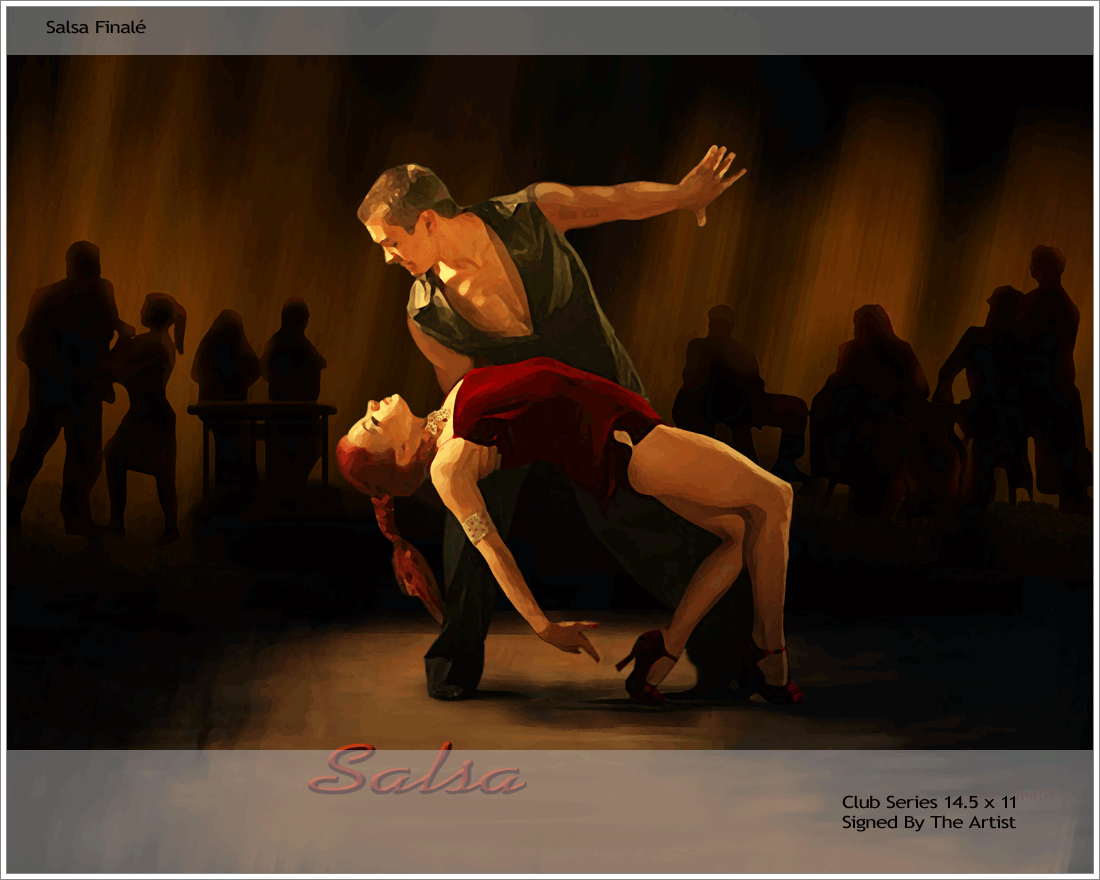 Salsa Finalé
Salsa
Club Series 14.5 x 11
Signed By The Artist